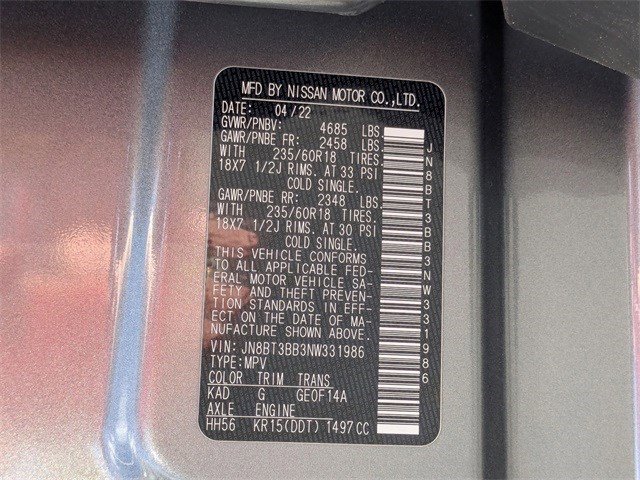 MFD BY NISSAN MOTOR CO.,LTD.
DATE: 04/22
GVWR/PNBV: 4685 LBS.
GAWR/PNBE FR: 2458 LBS.
WITH 235/60R18 TIRES.
18X7 1/2J RIMS. AT 33 PSI
COLD SINGLE.
GAWR/PNBE RR: 2348 LBS.
WITH 235/60R18 TIRES.
18X7 1/2J RIMS. AT 30 PSI
COLD SINGLE.
THIS VEHICLE CONFORMS
TO ALL APPLICABLE FED-
ERAL MOTOR VEHICLE SA-
FETY AND THEFT PREVEN-
TION STANDARDS IN EFF-
ECT ON THE DATE OF MA-
NUFACTURE SHOWN ABOVE.
VIN: JN8BT3BB3NW331986
TYPE:MPV
COLOR TRIM TRANS
KAD G GE0F14A
AXLE ENGINE
HH56 KR15(DDT) 1497CC
JN8BT3BB3NW331986